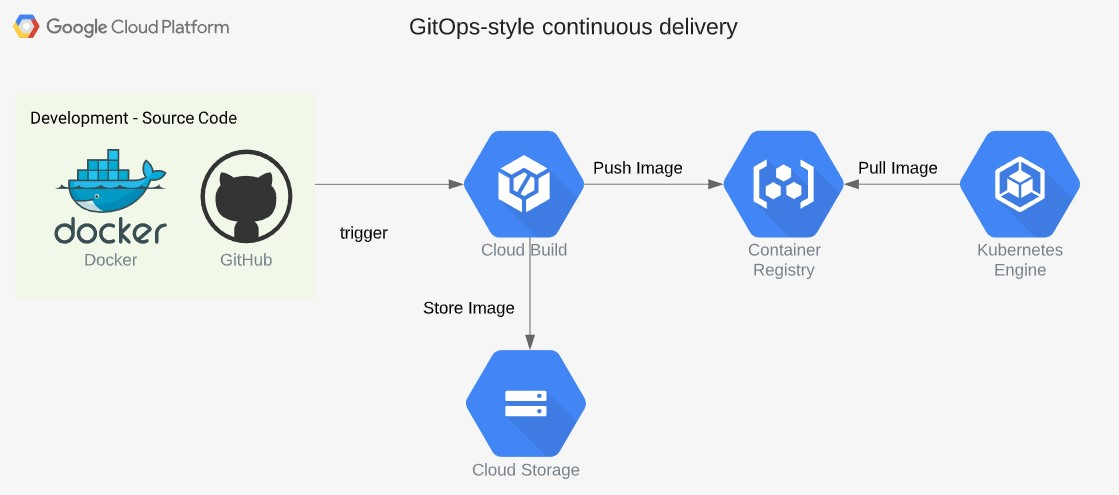 Google Cloud Platform
GitOps-style continuous delivery
Development - Source Code
docker
Docker
GitHub
trigger
Cloud Build
Push Image
Container
Registry
Pull Image
Kubernetes
Engine
Store Image
Cloud Storage